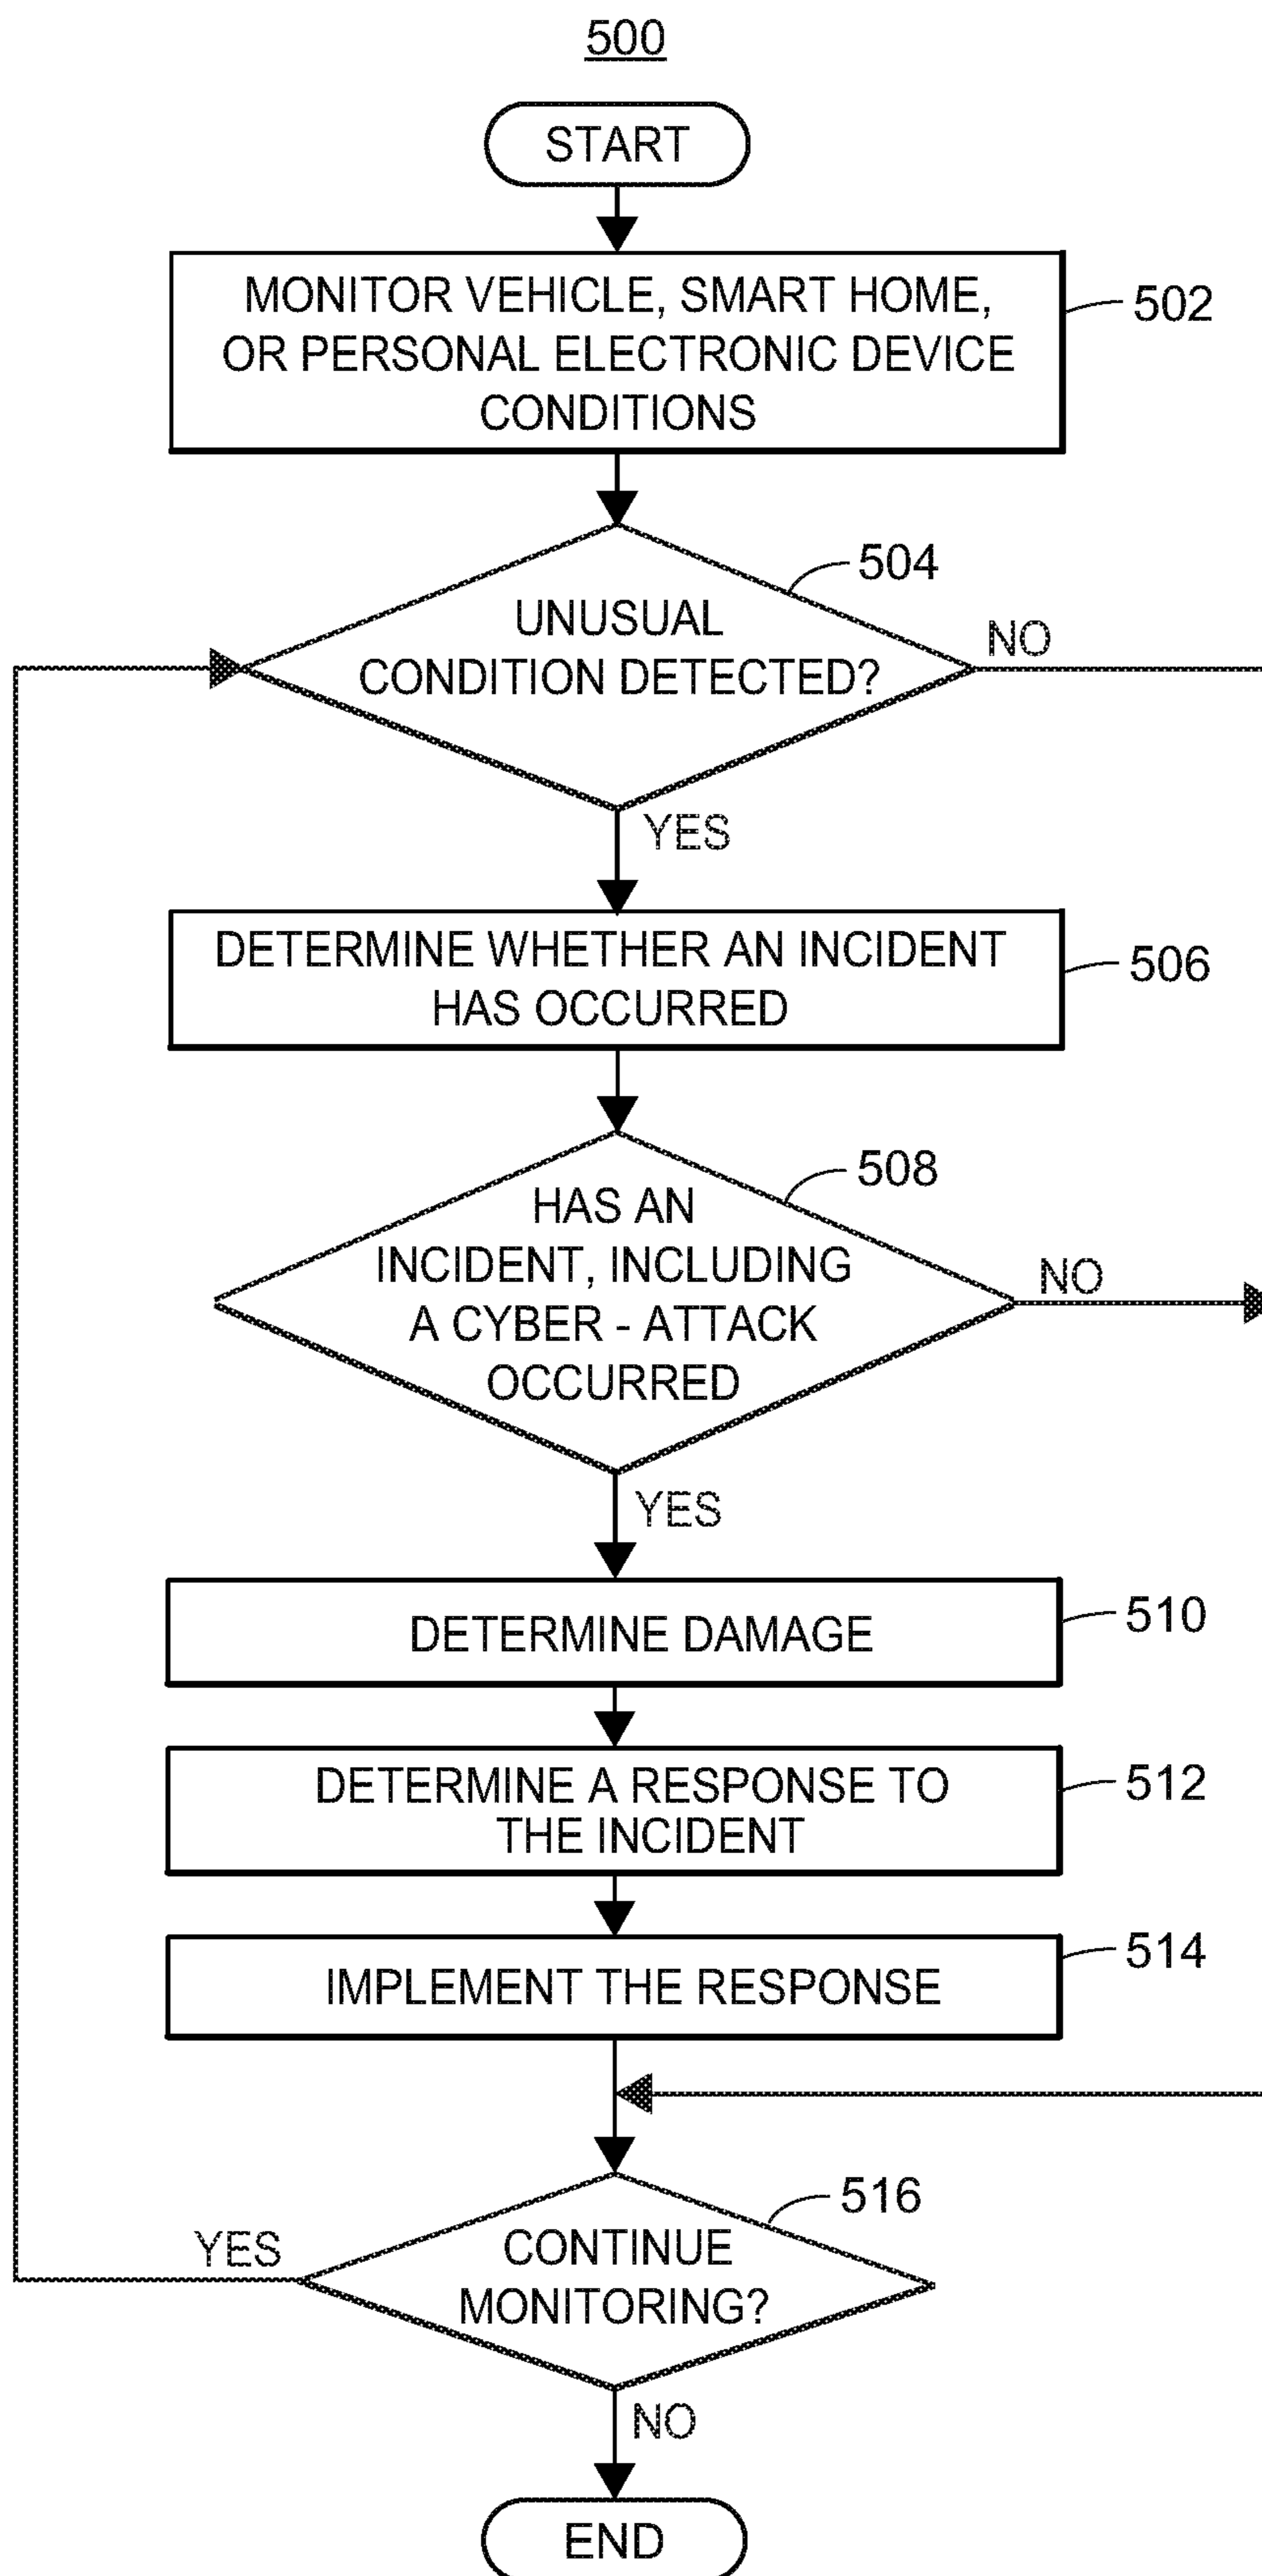 500
START
MONITOR VEHICLE, SMART HOME,
OR PERSONAL ELECTRONIC DEVICE
CONDITIONS
502
504
UNUSUAL
CONDITION DETECTED?
NO
YES
DETERMINE WHETHER AN INCIDENT
HAS OCCURRED
506
508
HAS AN
INCIDENT, INCLUDING
A CYBER - ATTACK
OCCURRED
NO
YES
DETERMINE DAMAGE
510
DETERMINE A RESPONSE TO
THE INCIDENT
512
IMPLEMENT THE RESPONSE
514
516
CONTINUE
MONITORING?
YES
NO
END